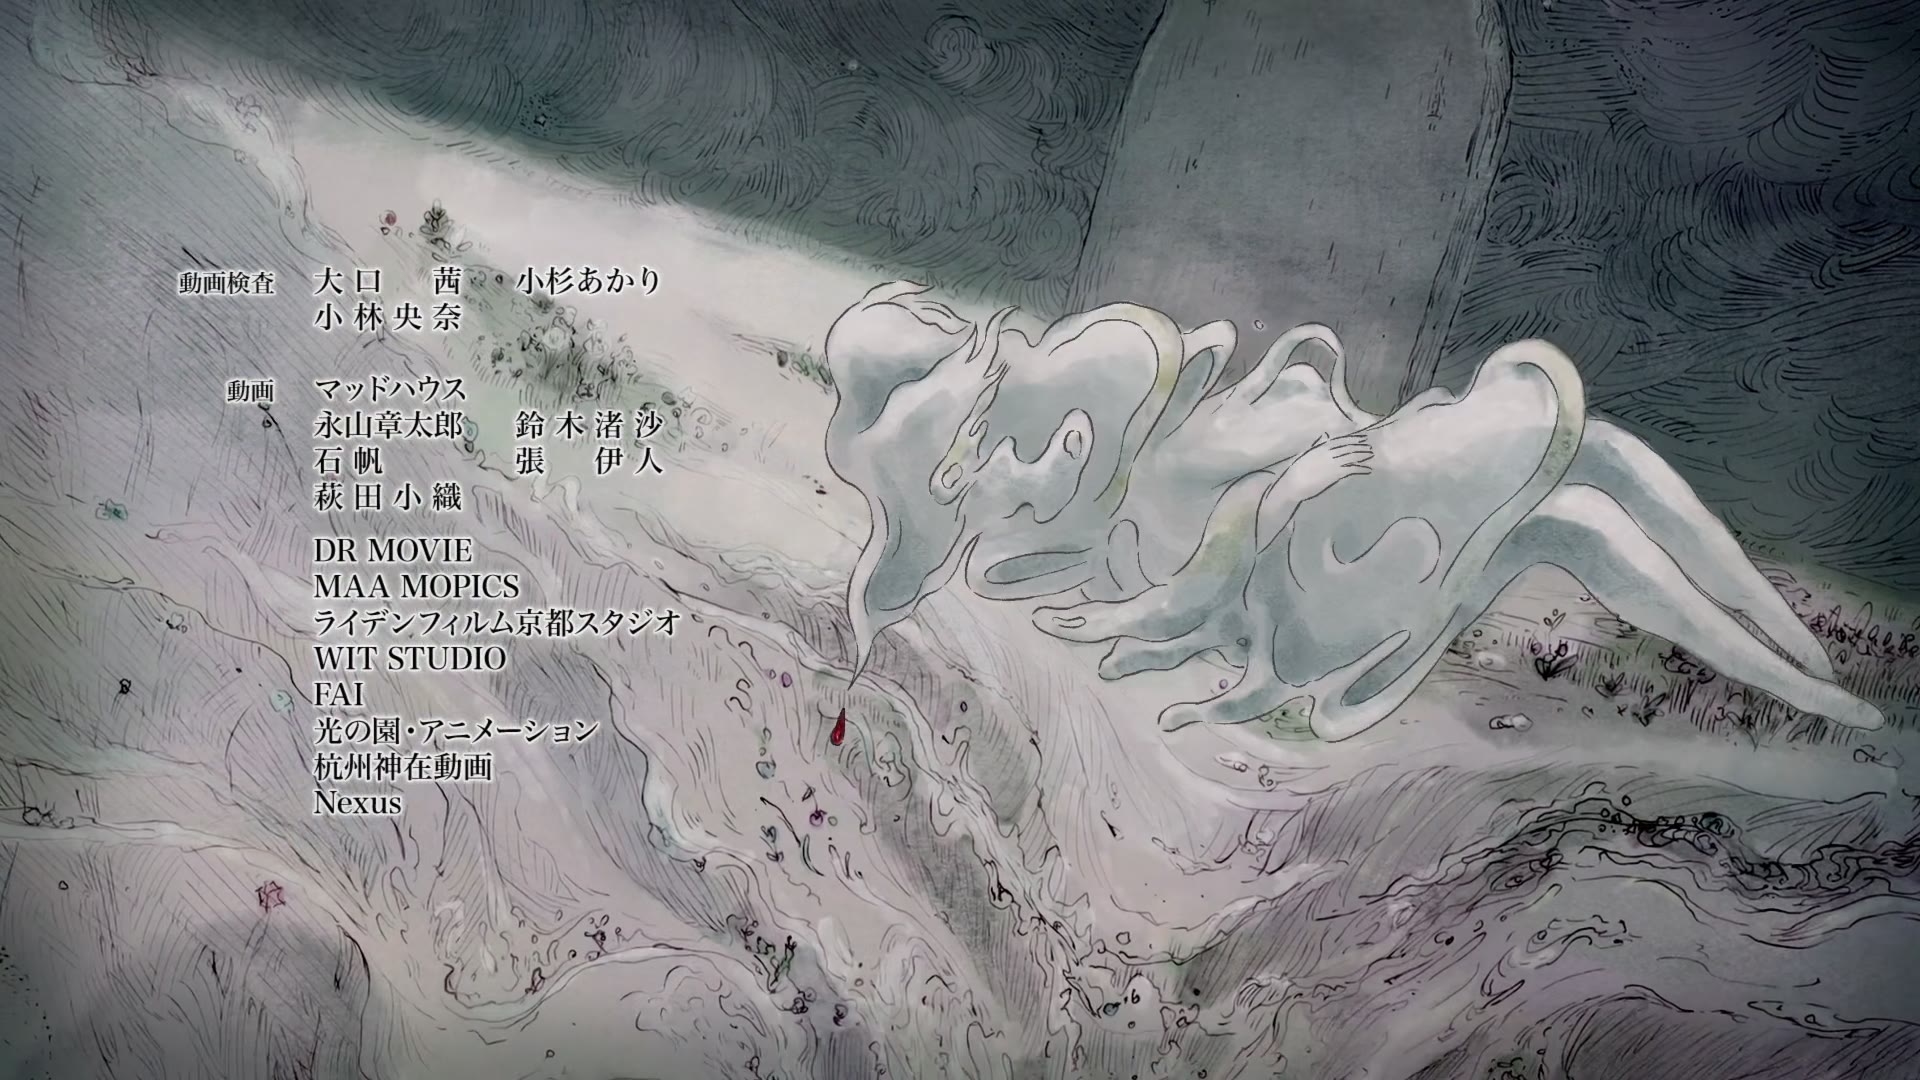 動画検査 大口 茜 小杉あかり
小林央奈
動画 マッドハウス
永山章太郎 鈴木渚沙
石帆 張 伊人
萩田小織
DR MOVIE
MAA MOPICS
ライデンフィルム京都スタジオ
WIT STUDIO
FAI
光の園・アニメーション
杭州神在動画
Nexus